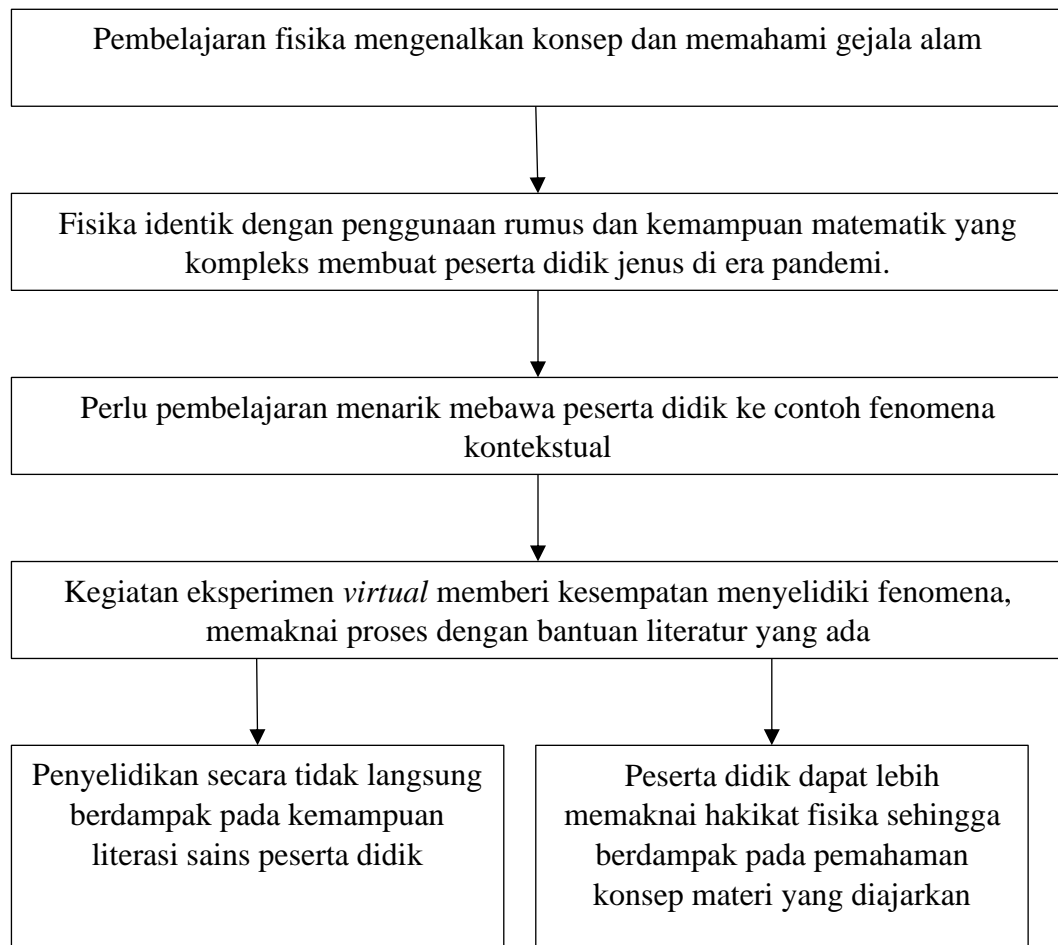 Pembelajaran fisika mengenalkan konsep dan memahami gejala alam
Fisika identik dengan penggunaan rumus dan kemampuan matematik yang
kompleks membuat peserta didik jenus di era pandemi.
Perlu pembelajaran menarik mebawa peserta didik ke contoh fenomena
kontekstual
Kegiatan eksperimen virtual memberi kesempatan menyelidiki fenomena,
memaknai proses dengan bantuan literatur yang ada
Penyelidikan secara tidak langsung
berdampak pada kemampuan
literasi sains peserta didik
Peserta didik dapat lebih
memaknai hakikat fisika sehingga
berdampak pada pemahaman
konsep materi yang diajarkan